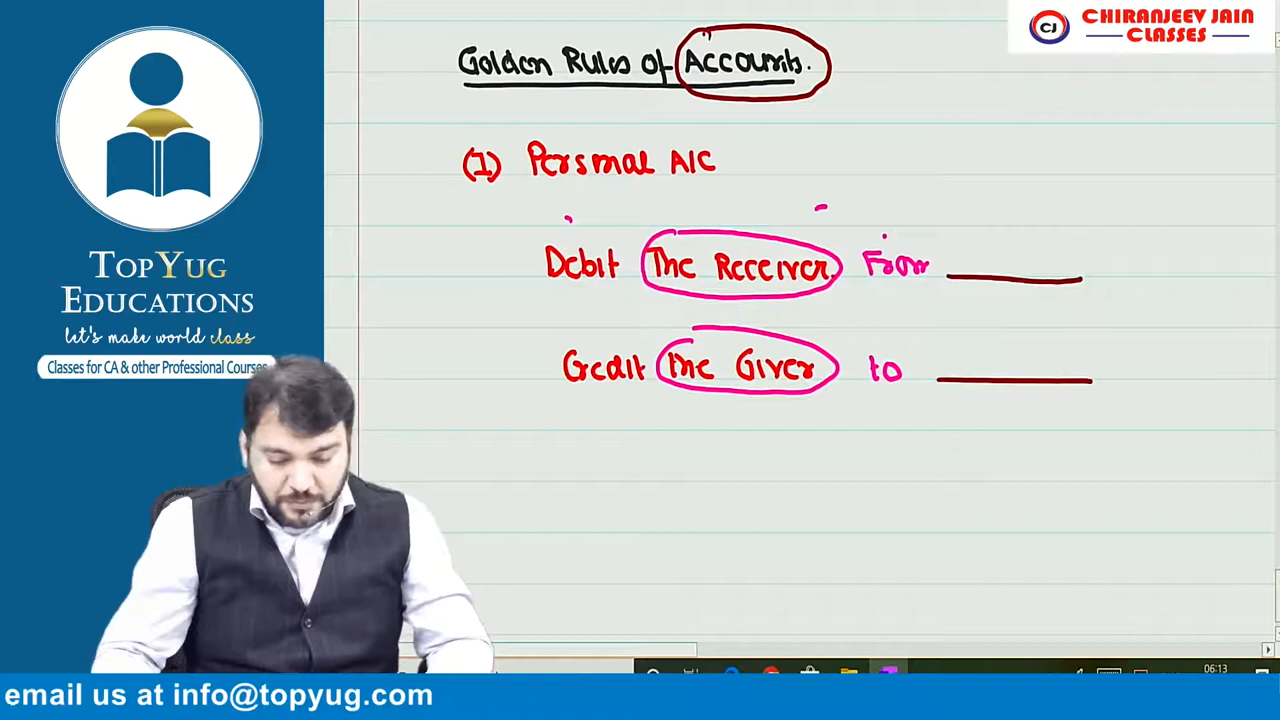 CHIRANJEEV JAIN
CJ
CLASSES
Golden Rules of Accounts.
(1) Personal A/C
Debit The Receiver. From
Credit the Giver to
TOPYUG
EDUCATIONS
let's make world class
Classes for CA & other Professional Courses
06:13
email us at info@topyug.com